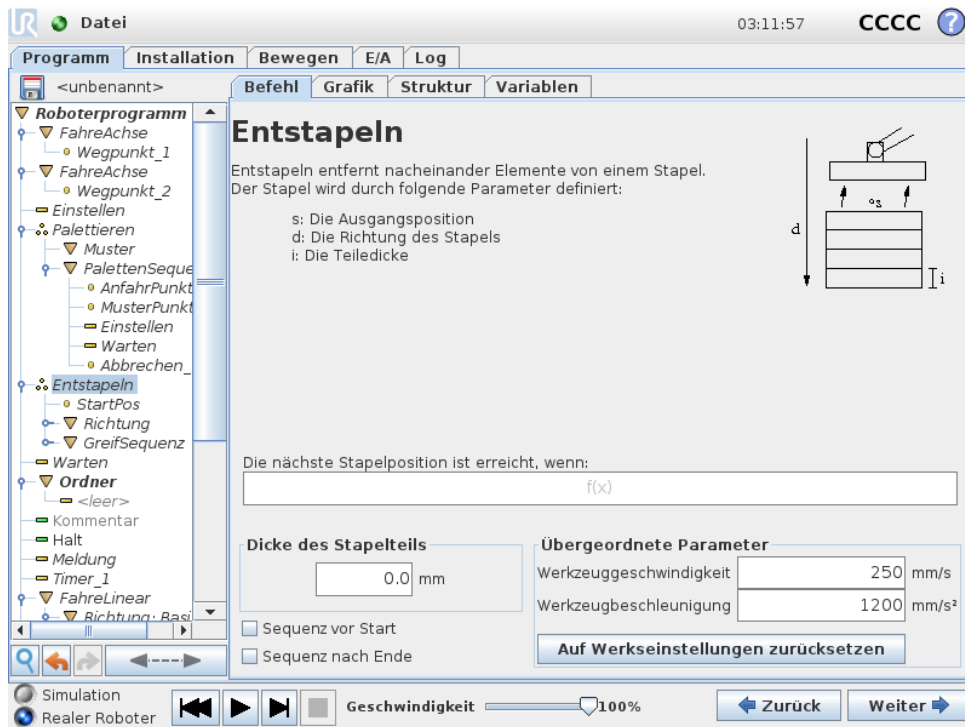 UR Datei 03:11:57 CCCC ?
Programm Installation Bewegen E/A Log
<unbenannt>
Befehl Grafik Struktur Variablen
Roboterprogramm
FahreAchse
Wegpunkt_1
FahreAchse
Wegpunkt_2
Einstellen
Palettieren
Muster
PalettenSeque
AnfahrPunkt
MusterPunkt
Einstellen
Warten
Abbrechen_
Entstapeln
StartPos
Richtung
GreifSequenz
Warten
Ordner
<leer>
Kommentar
Halt
Meldung
Timer_1
FahreLinear
Richtung: Basi
Entstapeln
Entstapeln entfernt nacheinander Elemente von einem Stapel.
Der Stapel wird durch folgende Parameter definiert:
s: Die Ausgangsposition
d: Die Richtung des Stapels
i: Die Teiledicke
s
d
i
Die nächste Stapelposition ist erreicht, wenn:
f(x)
Dicke des Stapelteils
0.0 mm
Sequenz vor Start
Sequenz nach Ende
Übergeordnete Parameter
Werkzeuggeschwindigkeit 250 mm/s
Werkzeugbeschleunigung 1200 mm/s²
Auf Werkseinstellungen zurücksetzen
Simulation
Realer Roboter
Geschwindigkeit 100%
Zurück
Weiter